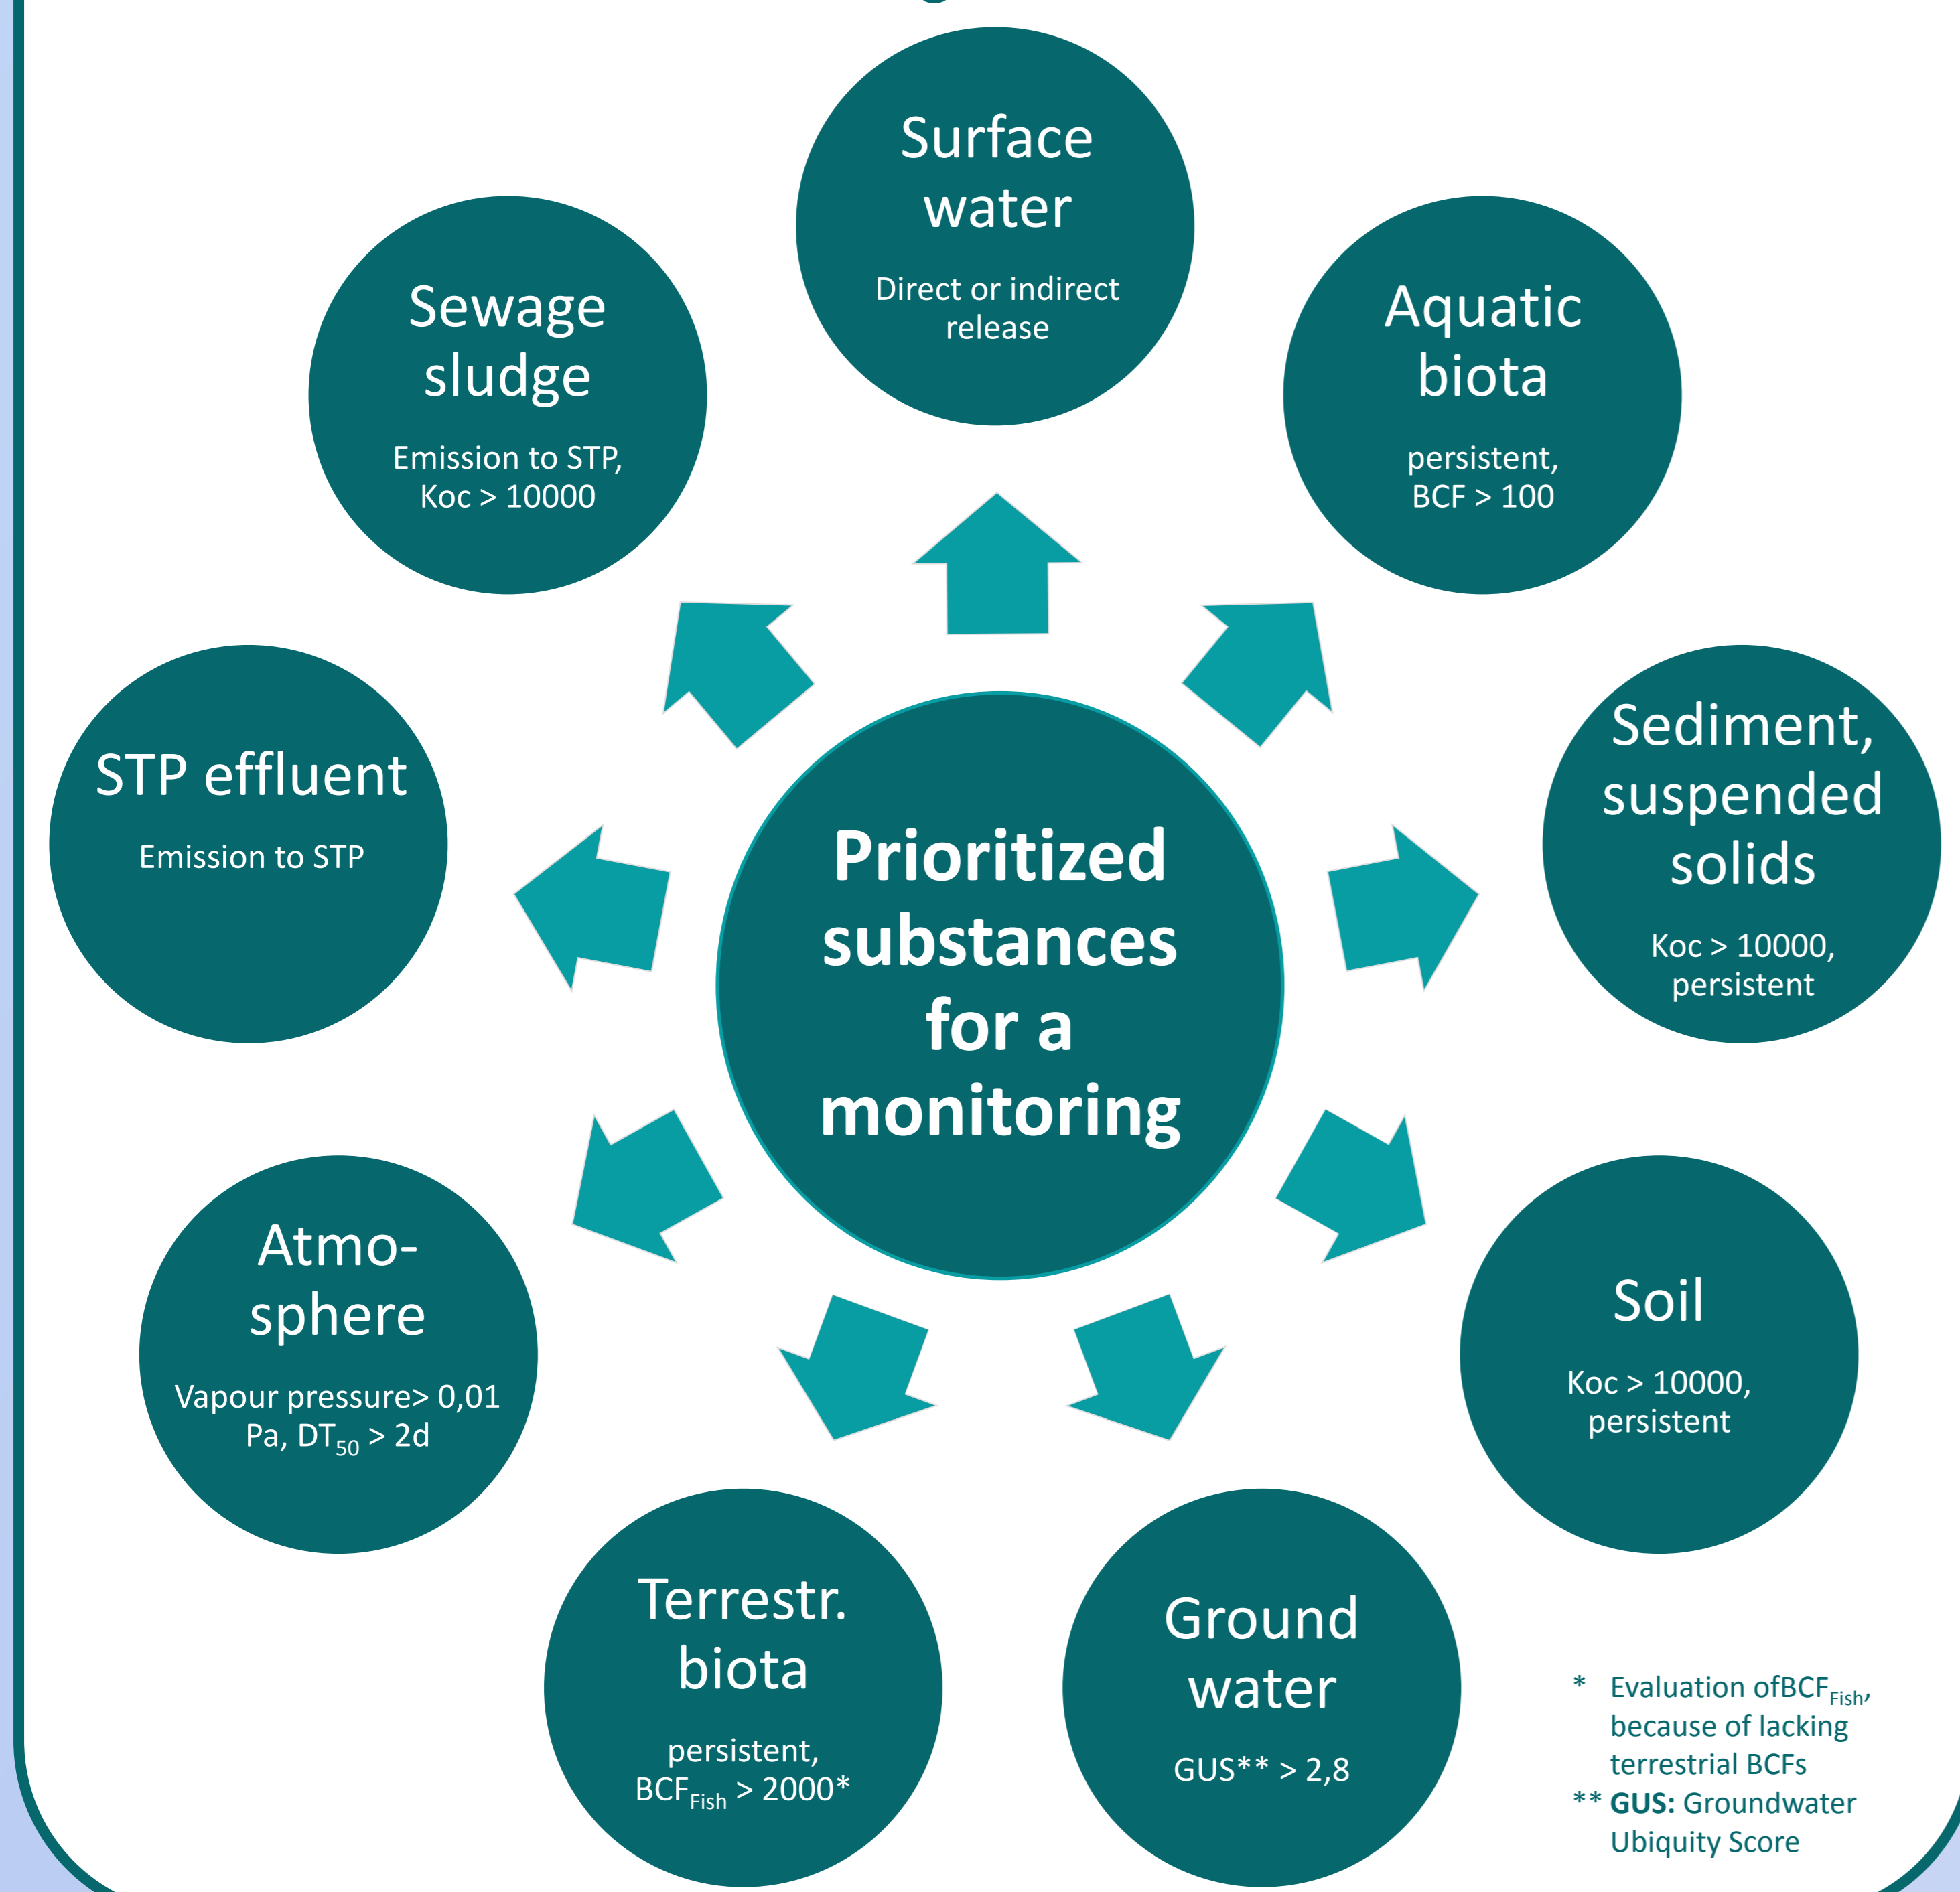 Surface
water
Direct or indirect
release
Aquatic
biota
persistent,
BCF > 100
Sediment,
suspended
solids
Koc > 10000,
persistent
Soil
Koc > 10000,
persistent
Ground
water
GUS** > 2,8
Terrestr.
biota
persistent,
BCF_Fish > 2000*
Atmo-
sphere
Vapour pressure> 0,01
Pa, DT₅₀ > 2d
STP effluent
Emission to STP
Sewage
sludge
Emission to STP,
Koc > 10000
Prioritized
substances
for a
monitoring
* Evaluation ofBCF_Fish,
because of lacking
terrestrial BCFs
** GUS: Groundwater
Ubiquity Score